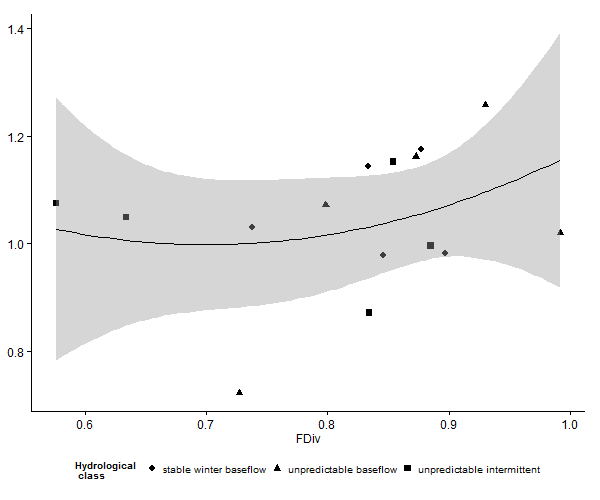 1.4
1.2
1.0
0.8
0.6 0.7 0.8 0.9 1.0
FDiv
Hydrological
class
stable winter baseflow unpredictable baseflow unpredictable intermittent